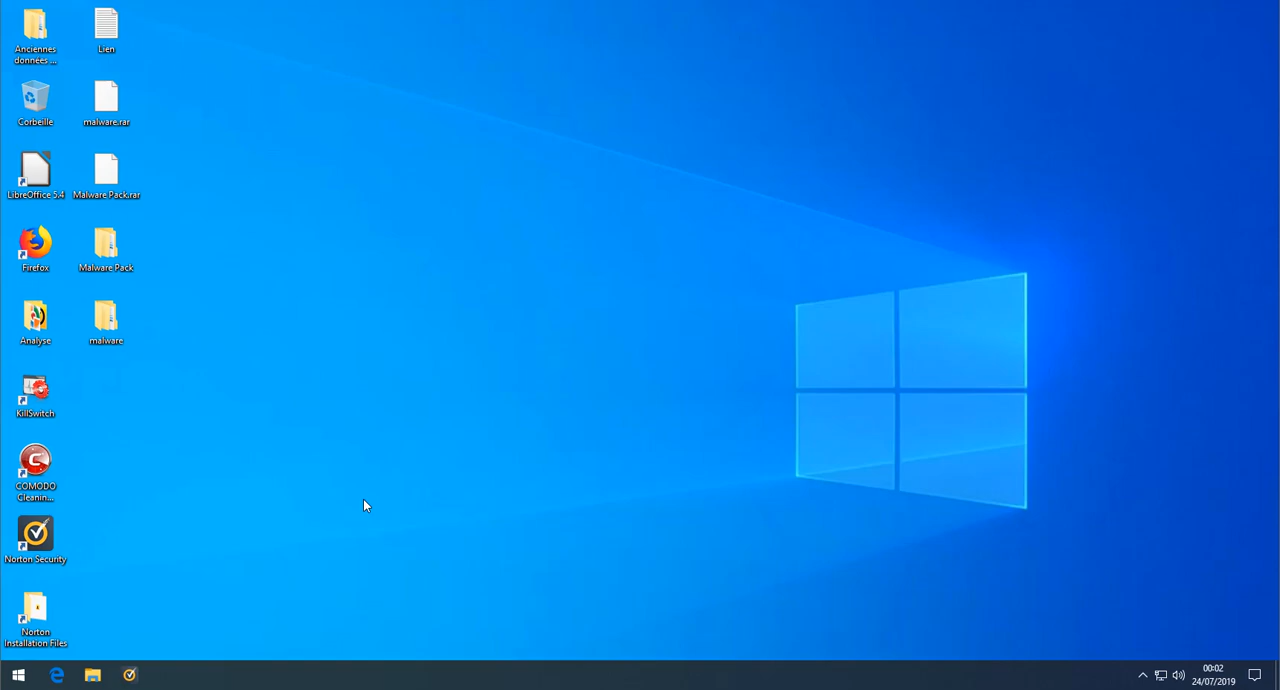 Anciennes
données ...
Lien
Corbeille
malware.rar
LibreOffice 5.4
Malware Pack.rar
Firefox
Malware Pack
Analyse
malware
KillSwitch
COMODO
Cleanin...
Norton Security
Norton
Installation Files
00:02
24/07/2019